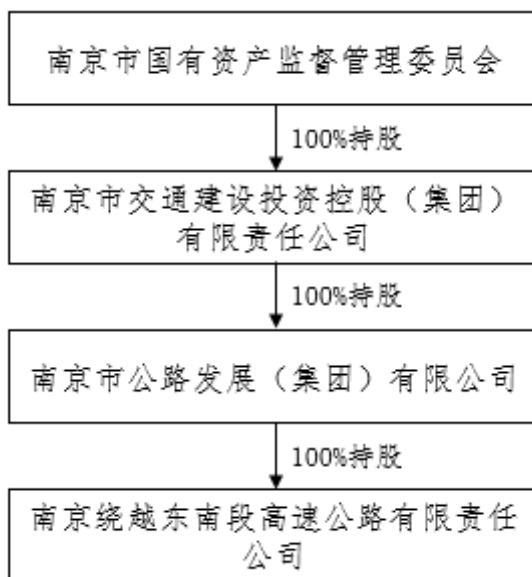 南京市国有资产监督管理委员会
100%持股
南京市交通建设投资控股（集团）
有限责任公司
100%持股
南京市公路发展（集团）有限公司
100%持股
南京绕越东南段高速公路有限责任
公司